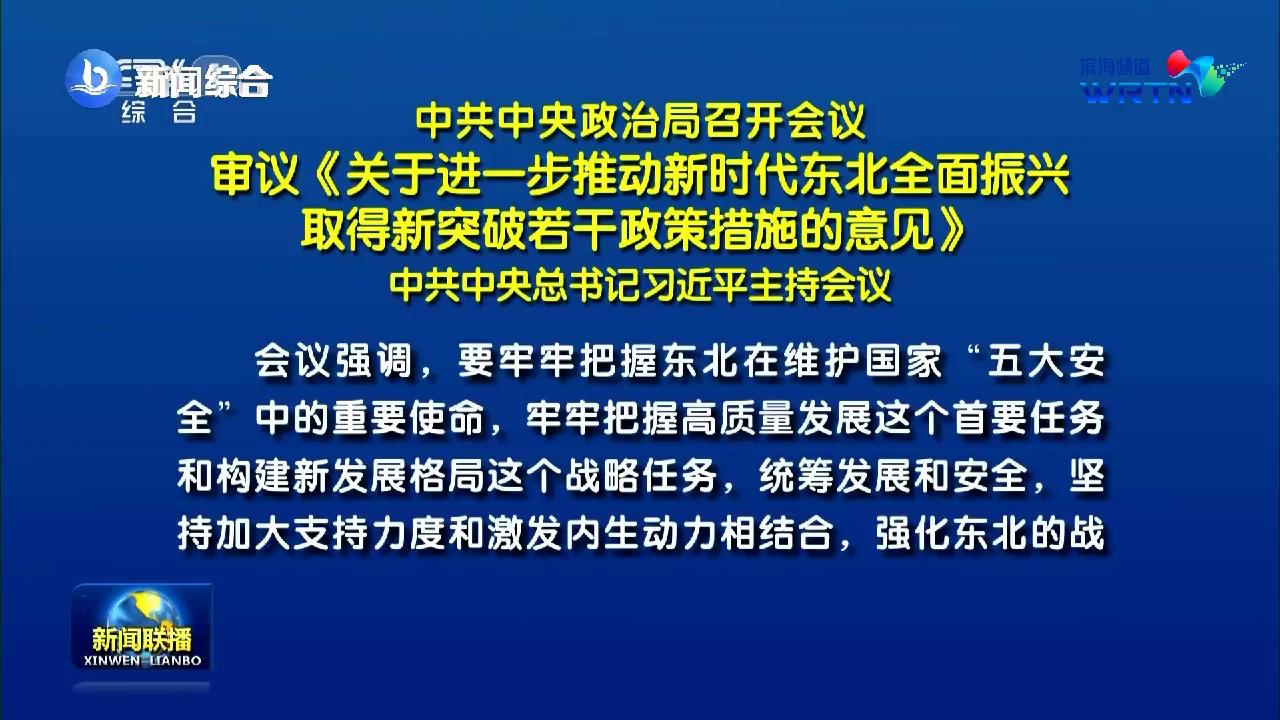 新闻综合
综合
滨海频道
WRTN
中共中央政治局召开会议
审议《关于进一步推动新时代东北全面振兴
取得新突破若干政策措施的意见》
中共中央总书记习近平主持会议
会议强调，要牢牢把握东北在维护国家“五大安
全”中的重要使命，牢牢把握高质量发展这个首要任务
和构建新发展格局这个战略任务，统筹发展和安全，坚
持加大支持力度和激发内生动力相结合，强化东北的战
新闻联播
XINWEN LIANBO